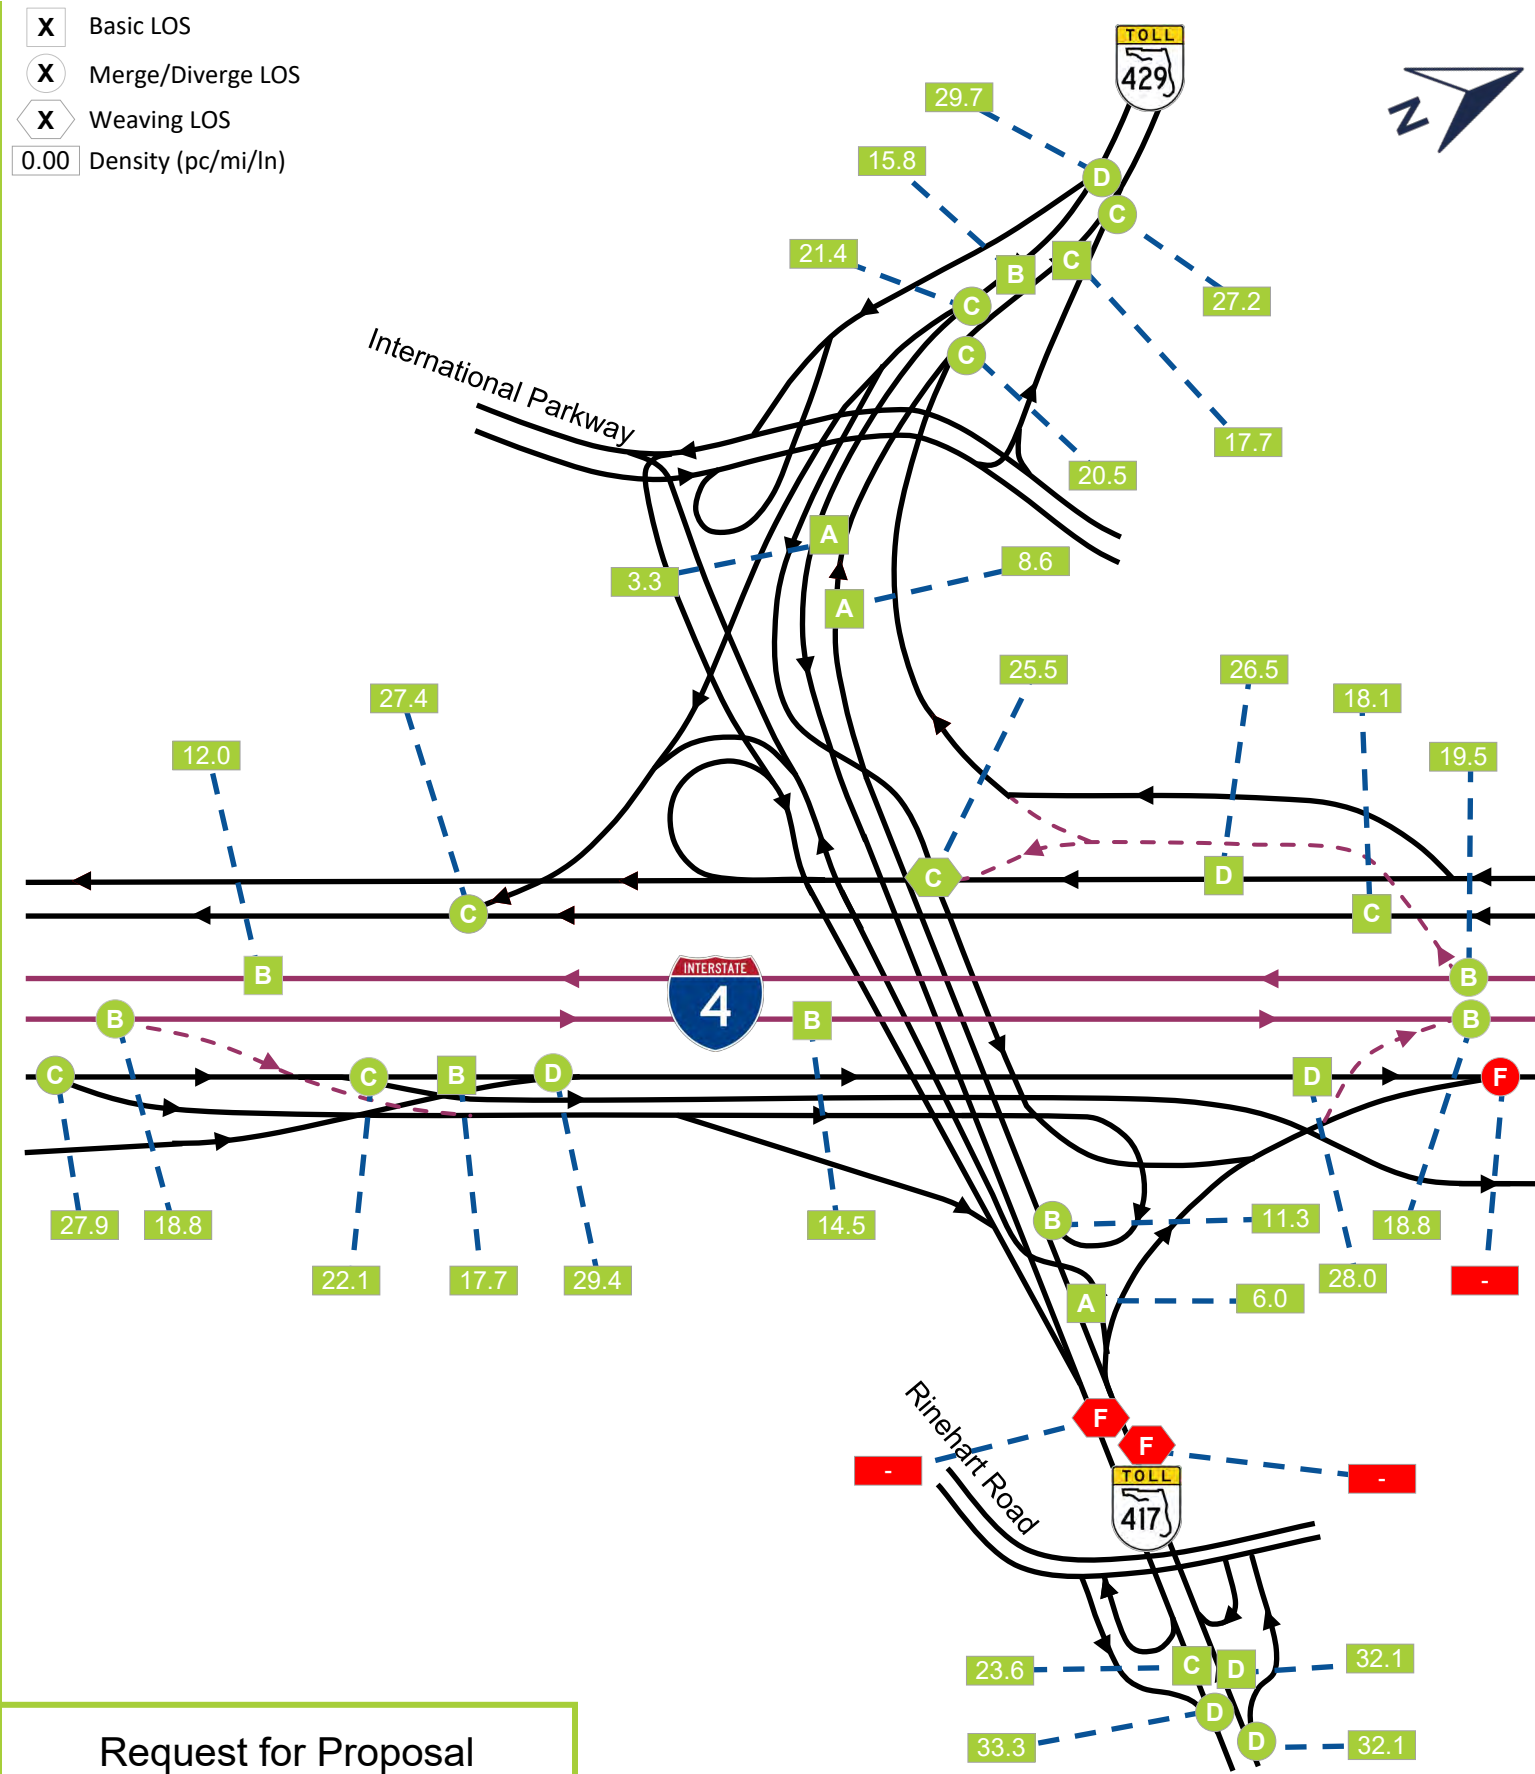 X Basic LOS
X Merge/Diverge LOS
X Weaving LOS
0.00 Density (pc/mi/ln)
TOLL
429
N
29.7
D
15.8
C
21.4
C
B
27.2
C
C
International Parkway
17.7
20.5
A
8.6
3.3
A
25.5
26.5
27.4
18.1
12.0
19.5
C
D
C
C
INTERSTATE
4
B
B
B
B
B
C
C
B
D
D
F
27.9
18.8
14.5
B
11.3
18.8
22.1
17.7
29.4
28.0
-
A
6.0
Rinehart Road
F
F
-
-
TOLL
417
23.6
C
D
32.1
33.3
D
D
32.1
Request for Proposal